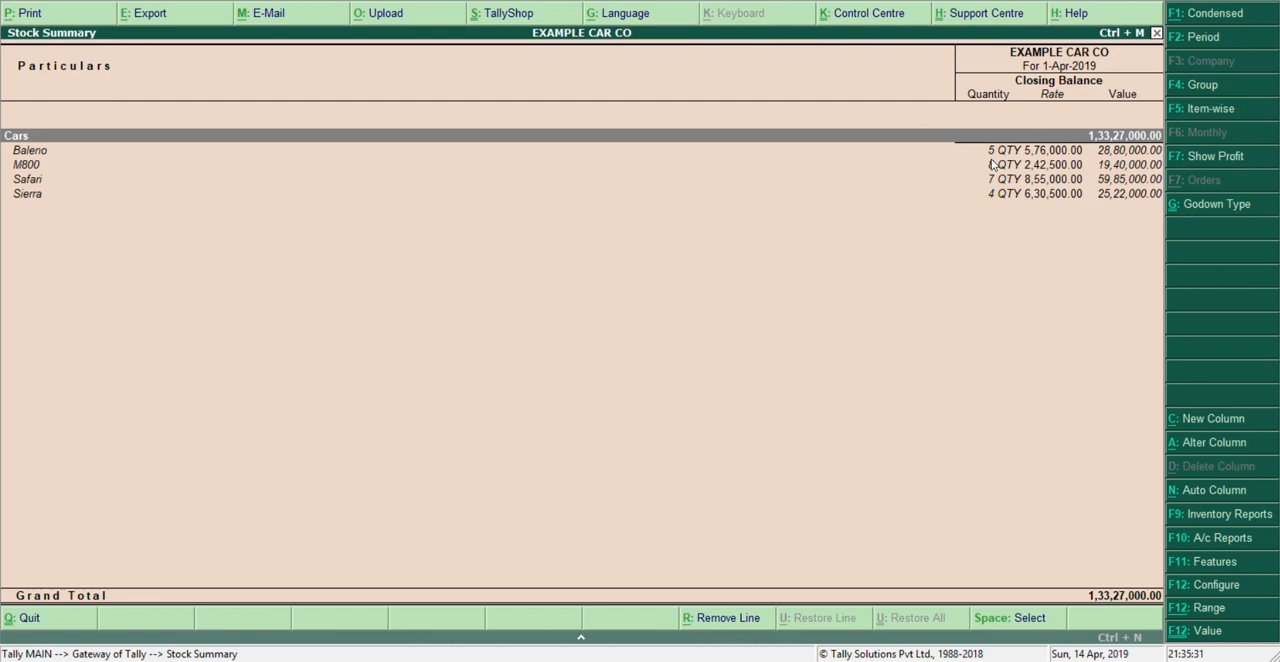 P: Print E: Export M: E-Mail O: Upload S: TallyShop G: Language K: Keyboard K: Control Centre H: Support Centre H: Help
Stock Summary EXAMPLE CAR CO Ctrl + M
Particulars
EXAMPLE CAR CO
For 1-Apr-2019
Closing Balance
Quantity Rate Value
Cars 1,33,27,000.00
Baleno 5 QTY 5,76,000.00 28,80,000.00
M800 QTY 2,42,500.00 19,40,000.00
Safari 7 QTY 8,55,000.00 59,85,000.00
Sierra 4 QTY 6,30,500.00 25,22,000.00
Grand Total 1,33,27,000.00
Q: Quit R: Remove Line U: Restore Line U: Restore All Space: Select
Ctrl + N
Tally MAIN --> Gateway of Tally --> Stock Summary © Tally Solutions Pvt Ltd., 1988-2018 Sun, 14 Apr, 2019 21:35:31
F1: Condensed
F2: Period
F3: Company
F4: Group
F5: Item-wise
F6: Monthly
F7: Show Profit
F7: Orders
G: Godown Type
C: New Column
A: Alter Column
D: Delete Column
N: Auto Column
F9: Inventory Reports
F10: A/c Reports
F11: Features
F12: Configure
F12: Range
F12: Value